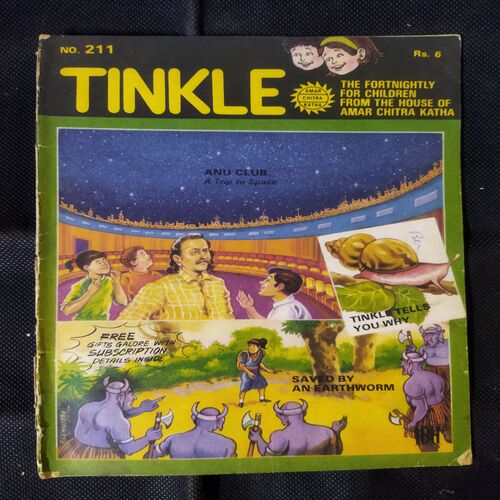 NO. 211
Rs. 6
TINKLE
AMAR
CHITRA
KATHA
THE FORTNIGHTLY
FOR CHILDREN
FROM THE HOUSE OF
AMAR CHITRA KATHA
ANU CLUB
A Trip to Space
TINKLE TELLS
YOU WHY
FREE
GIFTS GALORE WITH
SUBSCRIPTION
DETAILS INSIDE
SAVED BY
AN EARTHWORM